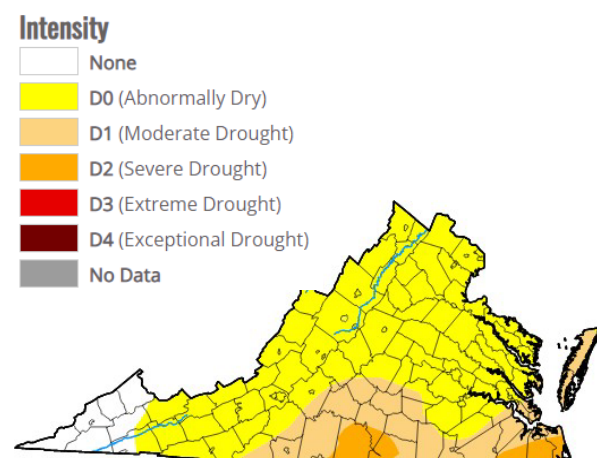 Intensity
None
D0 (Abnormally Dry)
D1 (Moderate Drought)
D2 (Severe Drought)
D3 (Extreme Drought)
D4 (Exceptional Drought)
No Data